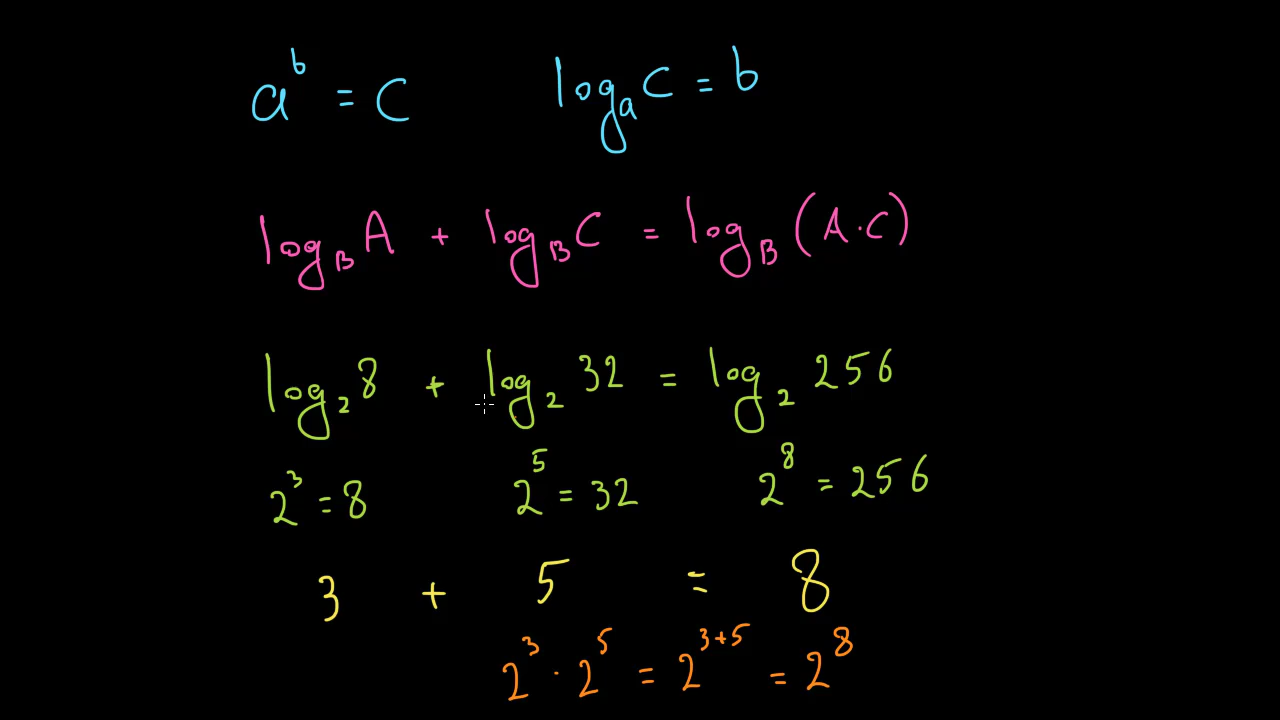 a^b = C log_a C = b
log_B A + log_B C = log_B (A·C)
log_2 8 + log_2 32 = log_2 256
2^3 = 8 2^5 = 32 2^8 = 256
3 + 5 = 8
2^3 · 2^5 = 2^{3+5} = 2^8